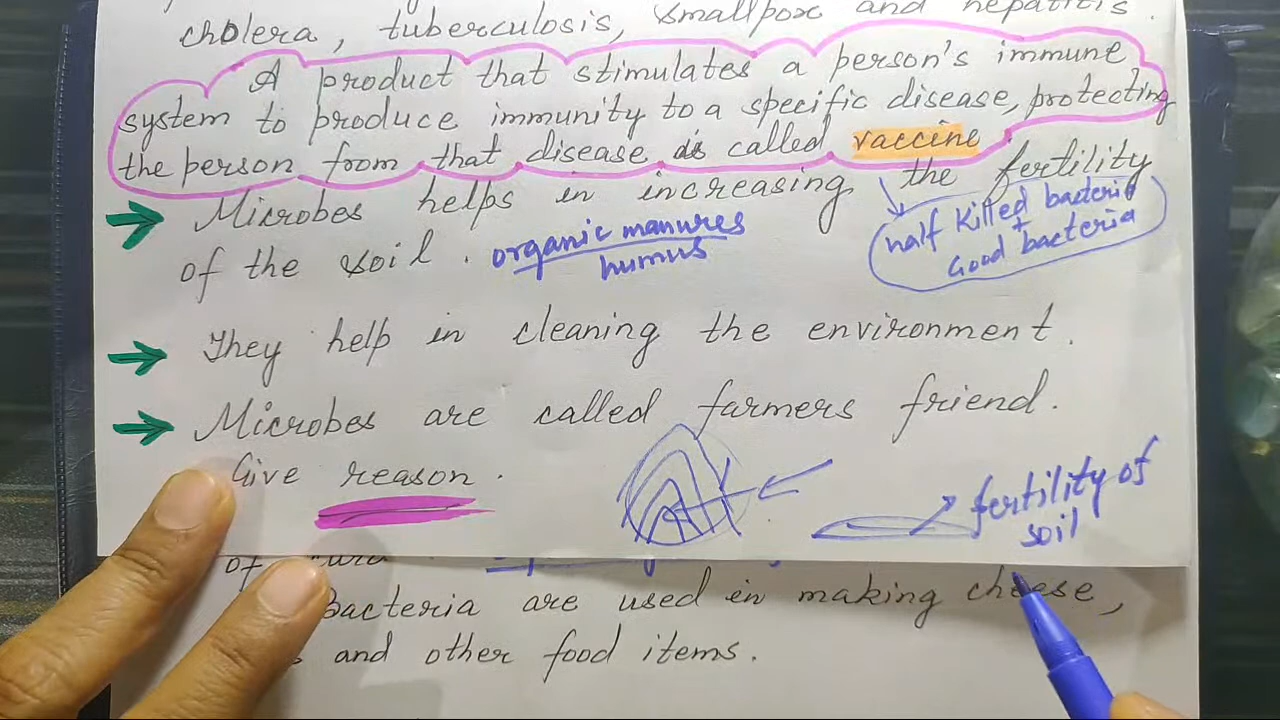 cholera, tuberculosis, smallpox and hepatitis.
A product that stimulates a person's immune
system to produce immunity to a specific disease, protecting
the person from that disease is called vaccine
Microbes helps in increasing the fertility
of the soil.
organic manures
humus
half killed bacteria
+
Good bacteria
They help in cleaning the environment.
Microbes are called farmers friend.
Give reason.
fertility of
soil
of
Bacteria are used in making cheese,
and other food items.